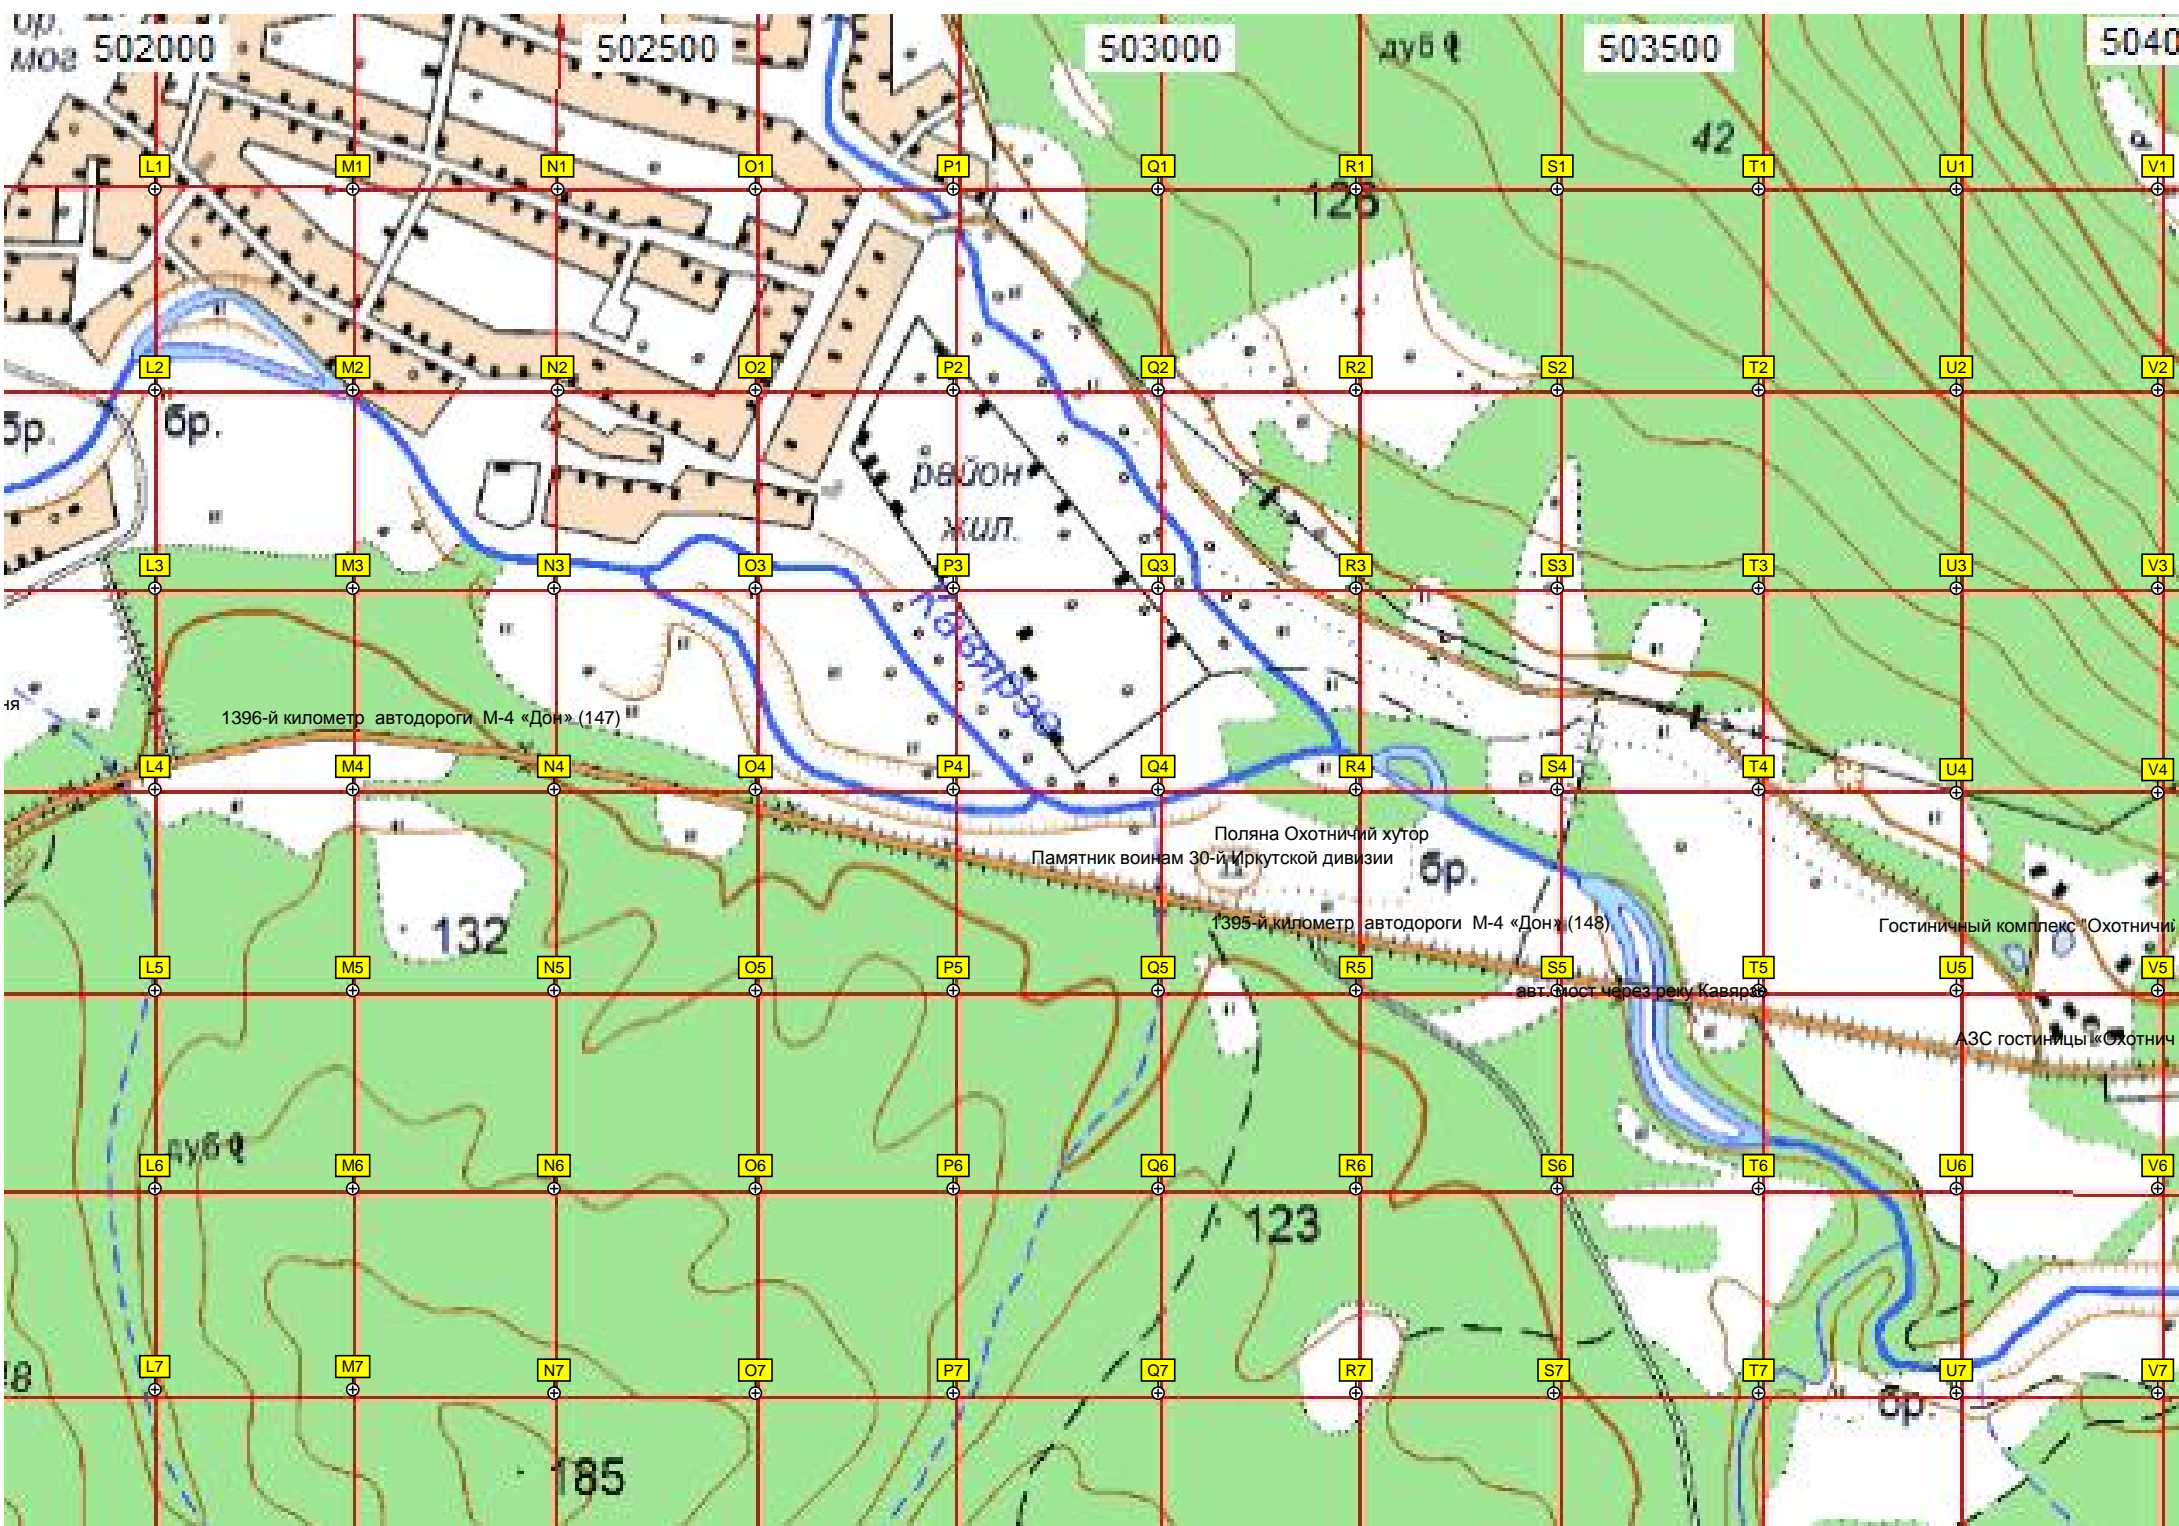 бр.
мог
502000
502500
503000
дуб
503500
5040
42
L1 M1 N1 O1 P1 Q1 R1 S1 T1 U1 V1
126
L2 M2 N2 O2 P2 Q2 R2 S2 T2 U2 V2
бр.
бр.
район
жил.
L3 M3 N3 O3 P3 Q3 R3 S3 T3 U3 V3
Кавярзе
ня
1396-й километр автодороги М-4 «Дон» (147)
L4 M4 N4 O4 P4 Q4 R4 S4 T4 U4 V4
Поляна Охотничий хутор
Памятник воинам 30-й Иркутской дивизии
бр.
132
1395-й километр автодороги М-4 «Дон» (148)
Гостиничный комплекс "Охотничий
L5 M5 N5 O5 P5 Q5 R5 S5 T5 U5 V5
авт. мост через реку Кавярзе
АЗС гостиницы «Охотнич
дуб
L6 M6 N6 O6 P6 Q6 R6 S6 T6 U6 V6
123
L7 M7 N7 O7 P7 Q7 R7 S7 T7 U7 V7
18
бр.
185